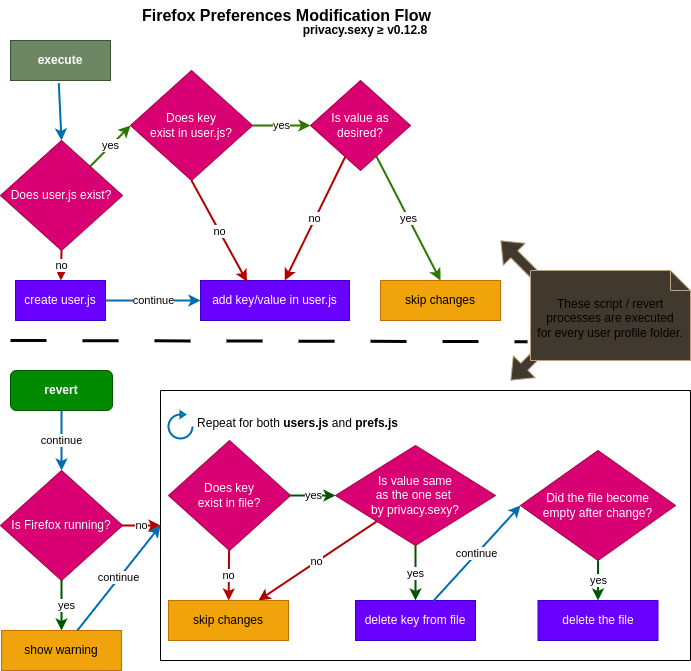 Firefox Preferences Modification Flow
privacy.sexy ≥ v0.12.8
execute
Does key
exist in user.js?
yes
Is value as
desired?
yes
Does user.js exist?
no
no
yes
no
create user.js
continue
add key/value in user.js
skip changes
These script / revert
processes are executed
for every user profile folder.
revert
continue
Repeat for both users.js and prefs.js
Is Firefox running?
no
continue
yes
show warning
Does key
exist in file?
yes
Is value same
as the one set
by privacy.sexy?
Did the file become
empty after change?
no
no
yes
continue
yes
skip changes
delete key from file
delete the file